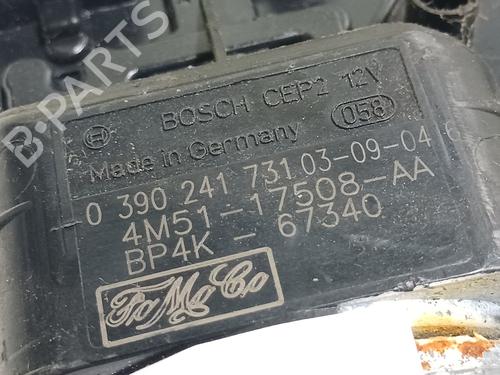 B-PARTS
BOSCH CEP2 12V
Made in Germany 058
0 390 241 731 03-09-04
4M51-17508-AA
BP4K - 67340
FoMoCo